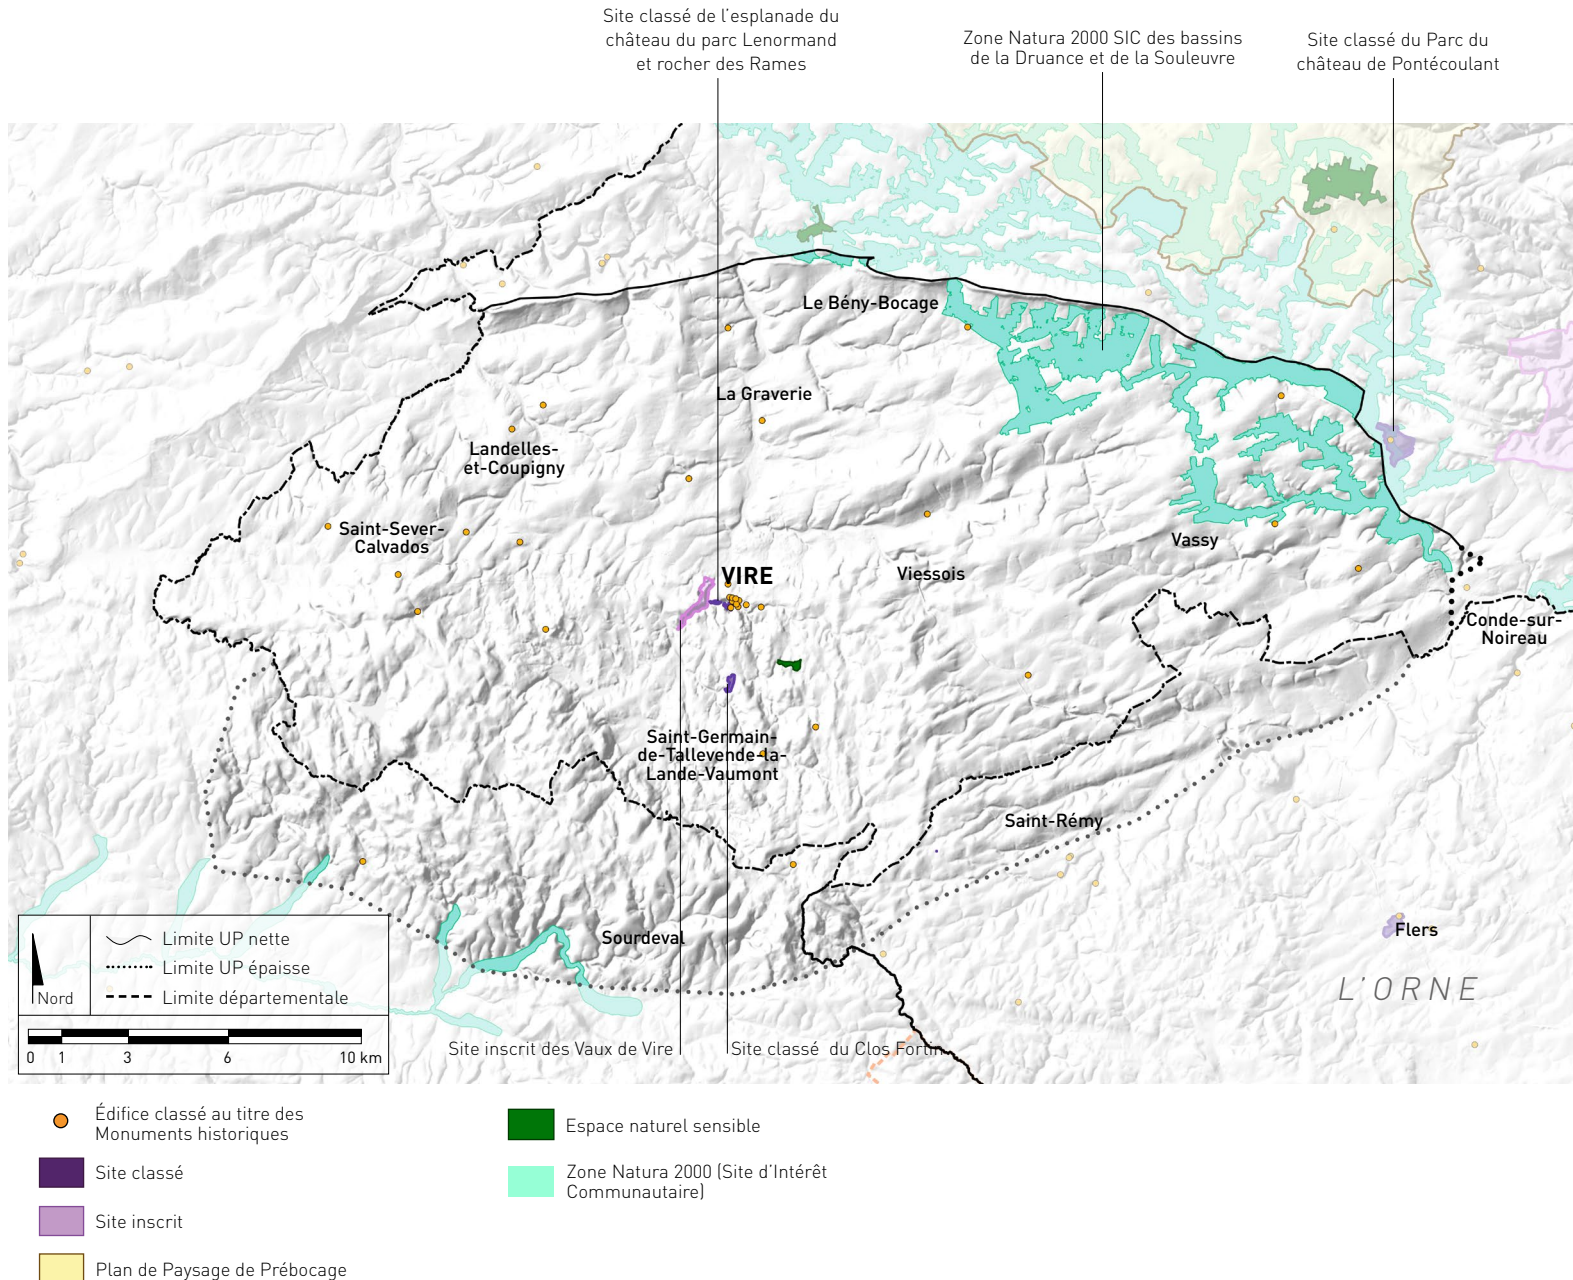 Site classé de l'esplanade du
château du parc Lenormand
et rocher des Rames
Zone Natura 2000 SIC des bassins
de la Druance et de la Souleuvre
Site classé du Parc du
château de Pontécoulant
Le Bény-Bocage
La Graverie
Landelles-
et-Coupigny
Saint-Sever-
Calvados
VIRE
Viessois
Vassy
Conde-sur-
Noireau
Saint-Germain-
de-Tallevende-la-
Lande-Vaumont
Saint-Rémy
Sourdeval
Flers
L'ORNE
Limite UP nette
Limite UP épaisse
Limite départementale
Nord
0 1 3 6 10 km
Site inscrit des Vaux de Vire
Site classé du Clos Fortin
Édifice classé au titre des
Monuments historiques
Site classé
Site inscrit
Plan de Paysage de Prébocage
Espace naturel sensible
Zone Natura 2000 (Site d'Intérêt
Communautaire)